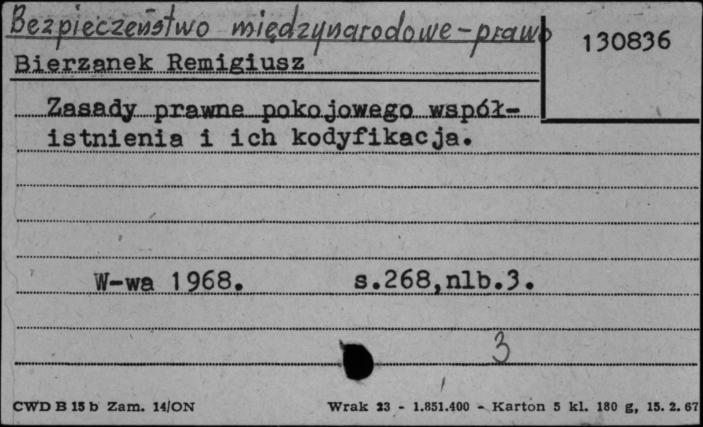 Bezpieczeństwo międzynarodowe - prawo
130836
Bierzanek Remigiusz
Zasady prawne pokojowego współ-
istnienia i ich kodyfikacja.
W-wa 1968. s.268,nlb.3.
3
CWD B 15 b Zam. 14/ON Wrak 23 - 1.851.400 - Karton 5 kl. 180 g, 15. 2. 67